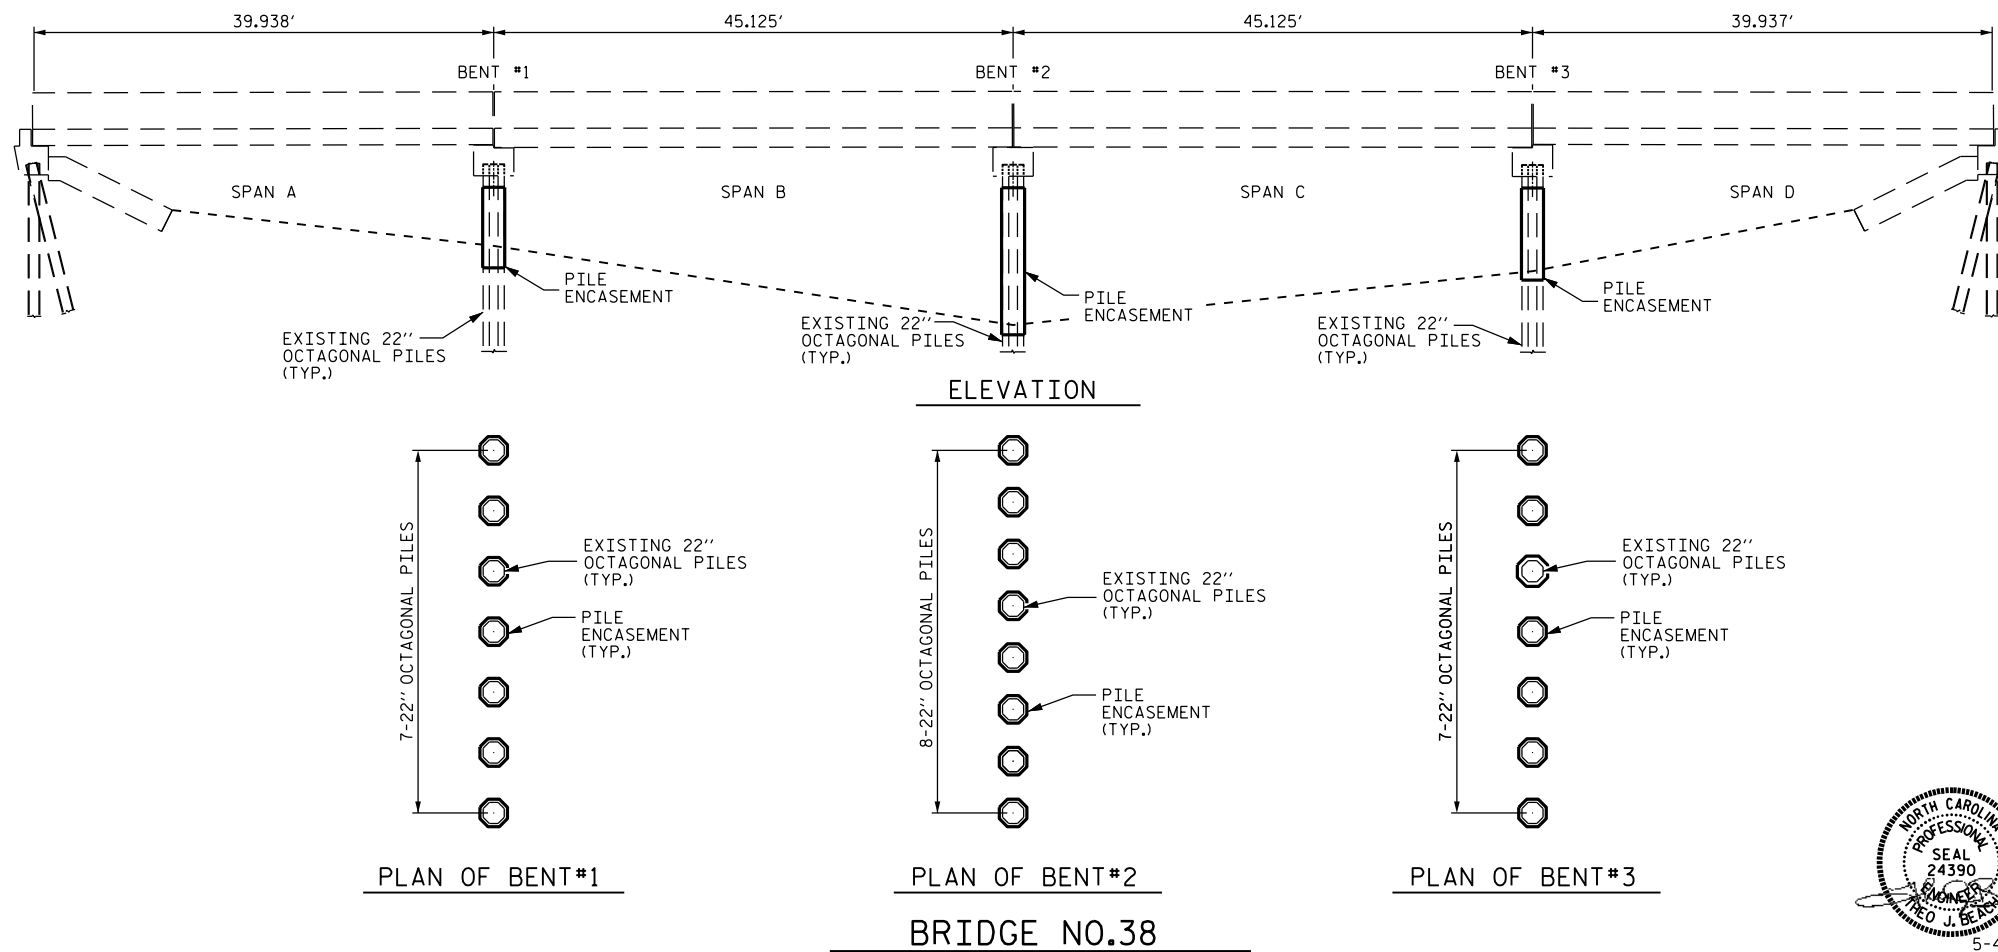 39.938'
45.125'
45.125'
39.937'
BENT #1
BENT #2
BENT #3
SPAN A
SPAN B
SPAN C
SPAN D
PILE
ENCASEMENT
PILE
ENCASEMENT
PILE
ENCASEMENT
EXISTING 22''
OCTAGONAL PILES
(TYP.)
EXISTING 22''
OCTAGONAL PILES
(TYP.)
EXISTING 22''
OCTAGONAL PILES
(TYP.)
ELEVATION
7-22'' OCTAGONAL PILES
EXISTING 22''
OCTAGONAL PILES
(TYP.)
PILE
ENCASEMENT
(TYP.)
8-22'' OCTAGONAL PILES
EXISTING 22''
OCTAGONAL PILES
(TYP.)
PILE
ENCASEMENT
(TYP.)
7-22'' OCTAGONAL PILES
EXISTING 22''
OCTAGONAL PILES
(TYP.)
PILE
ENCASEMENT
(TYP.)
PLAN OF BENT#1
PLAN OF BENT#2
PLAN OF BENT#3
BRIDGE NO.38
NORTH CAROLINA
PROFESSIONAL
SEAL
24390
ENGINEER
THEO J. BEACH
5-4